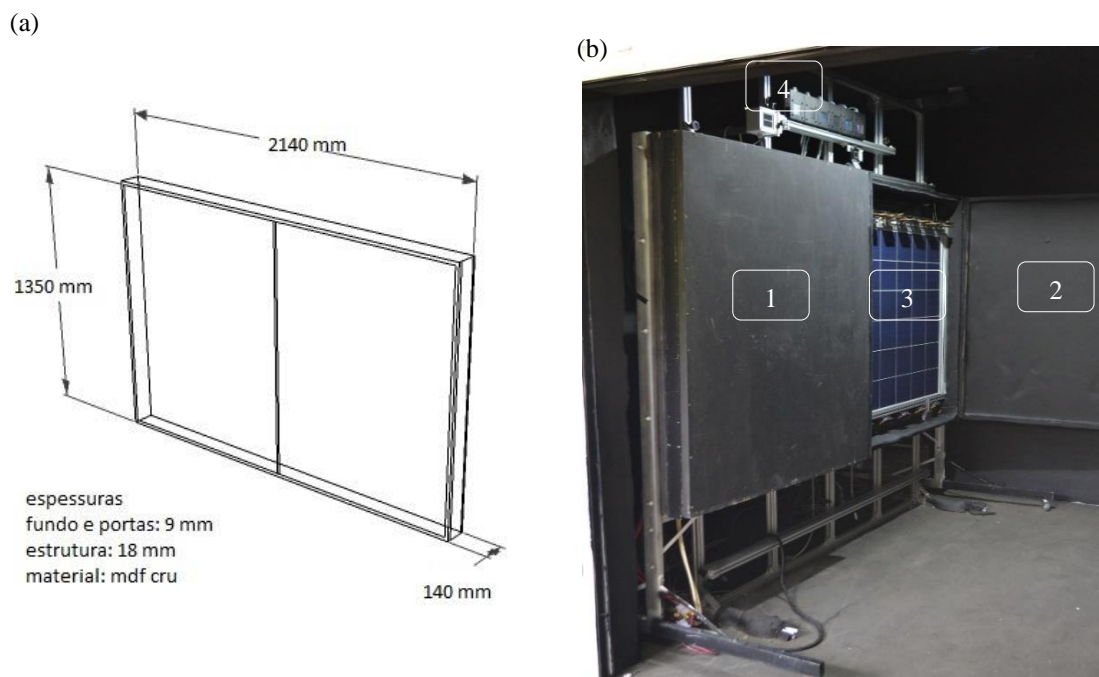 (a)
(b)
2140 mm
1350 mm
espessuras
fundo e portas: 9 mm
estrutura: 18 mm
material: mdf cru
140 mm
4
1
3
2